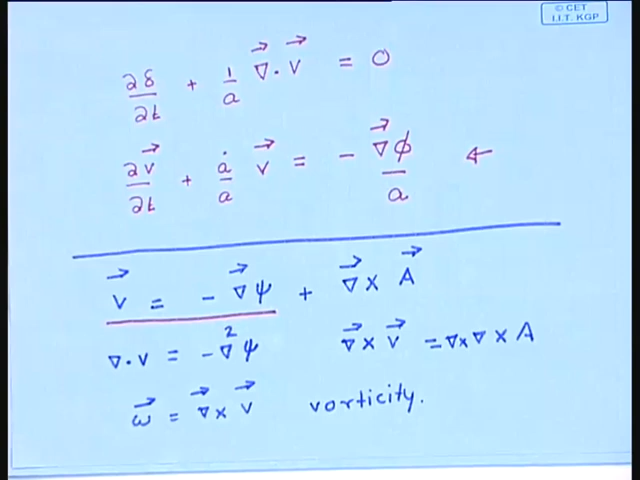 © CET
I.I.T. KGP
∂δ/∂t + 1/a ∇⃗·V⃗ = 0
∂v⃗/∂t + ȧ/a v⃗ = - ∇⃗ϕ/a ←
v⃗ = - ∇⃗ψ + ∇⃗ x A⃗
∇·v = -∇²ψ ∇⃗ x v⃗ = ∇x∇ x A
ω⃗ = ∇⃗ x v⃗ vorticity.